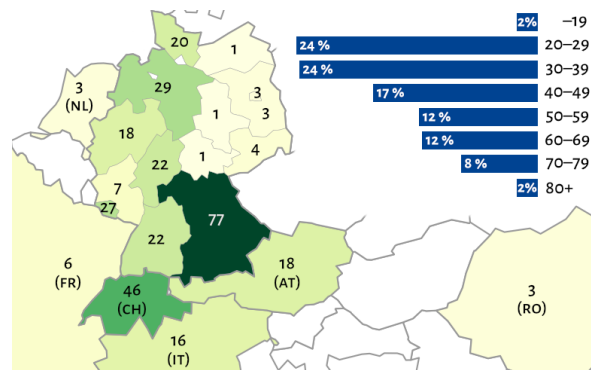 20
1
29
3
(NL)
3
3
1
18
4
22
1
7
27
77
22
6
(FR)
18
(AT)
46
(CH)
16
(IT)
3
(RO)
2% –19
24 % 20–29
24 % 30–39
17 % 40–49
12 % 50–59
12 % 60–69
8 % 70–79
2% 80+